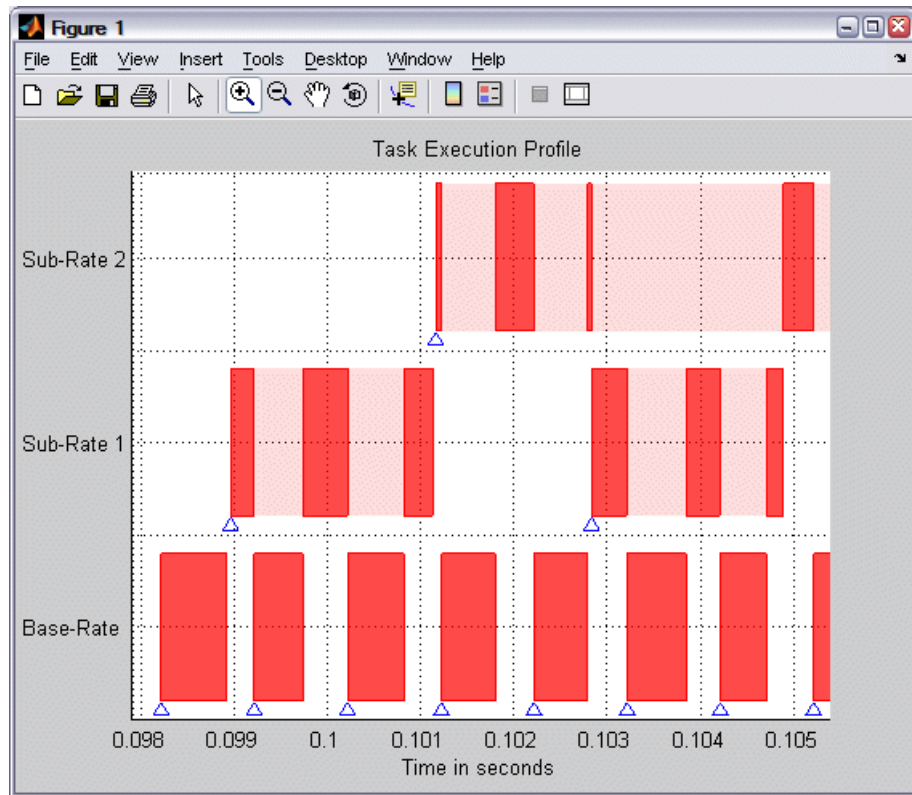 Figure 1
File Edit View Insert Tools Desktop Window Help
Task Execution Profile
Sub-Rate 2
Sub-Rate 1
Base-Rate
0.098 0.099 0.1 0.101 0.102 0.103 0.104 0.105
Time in seconds